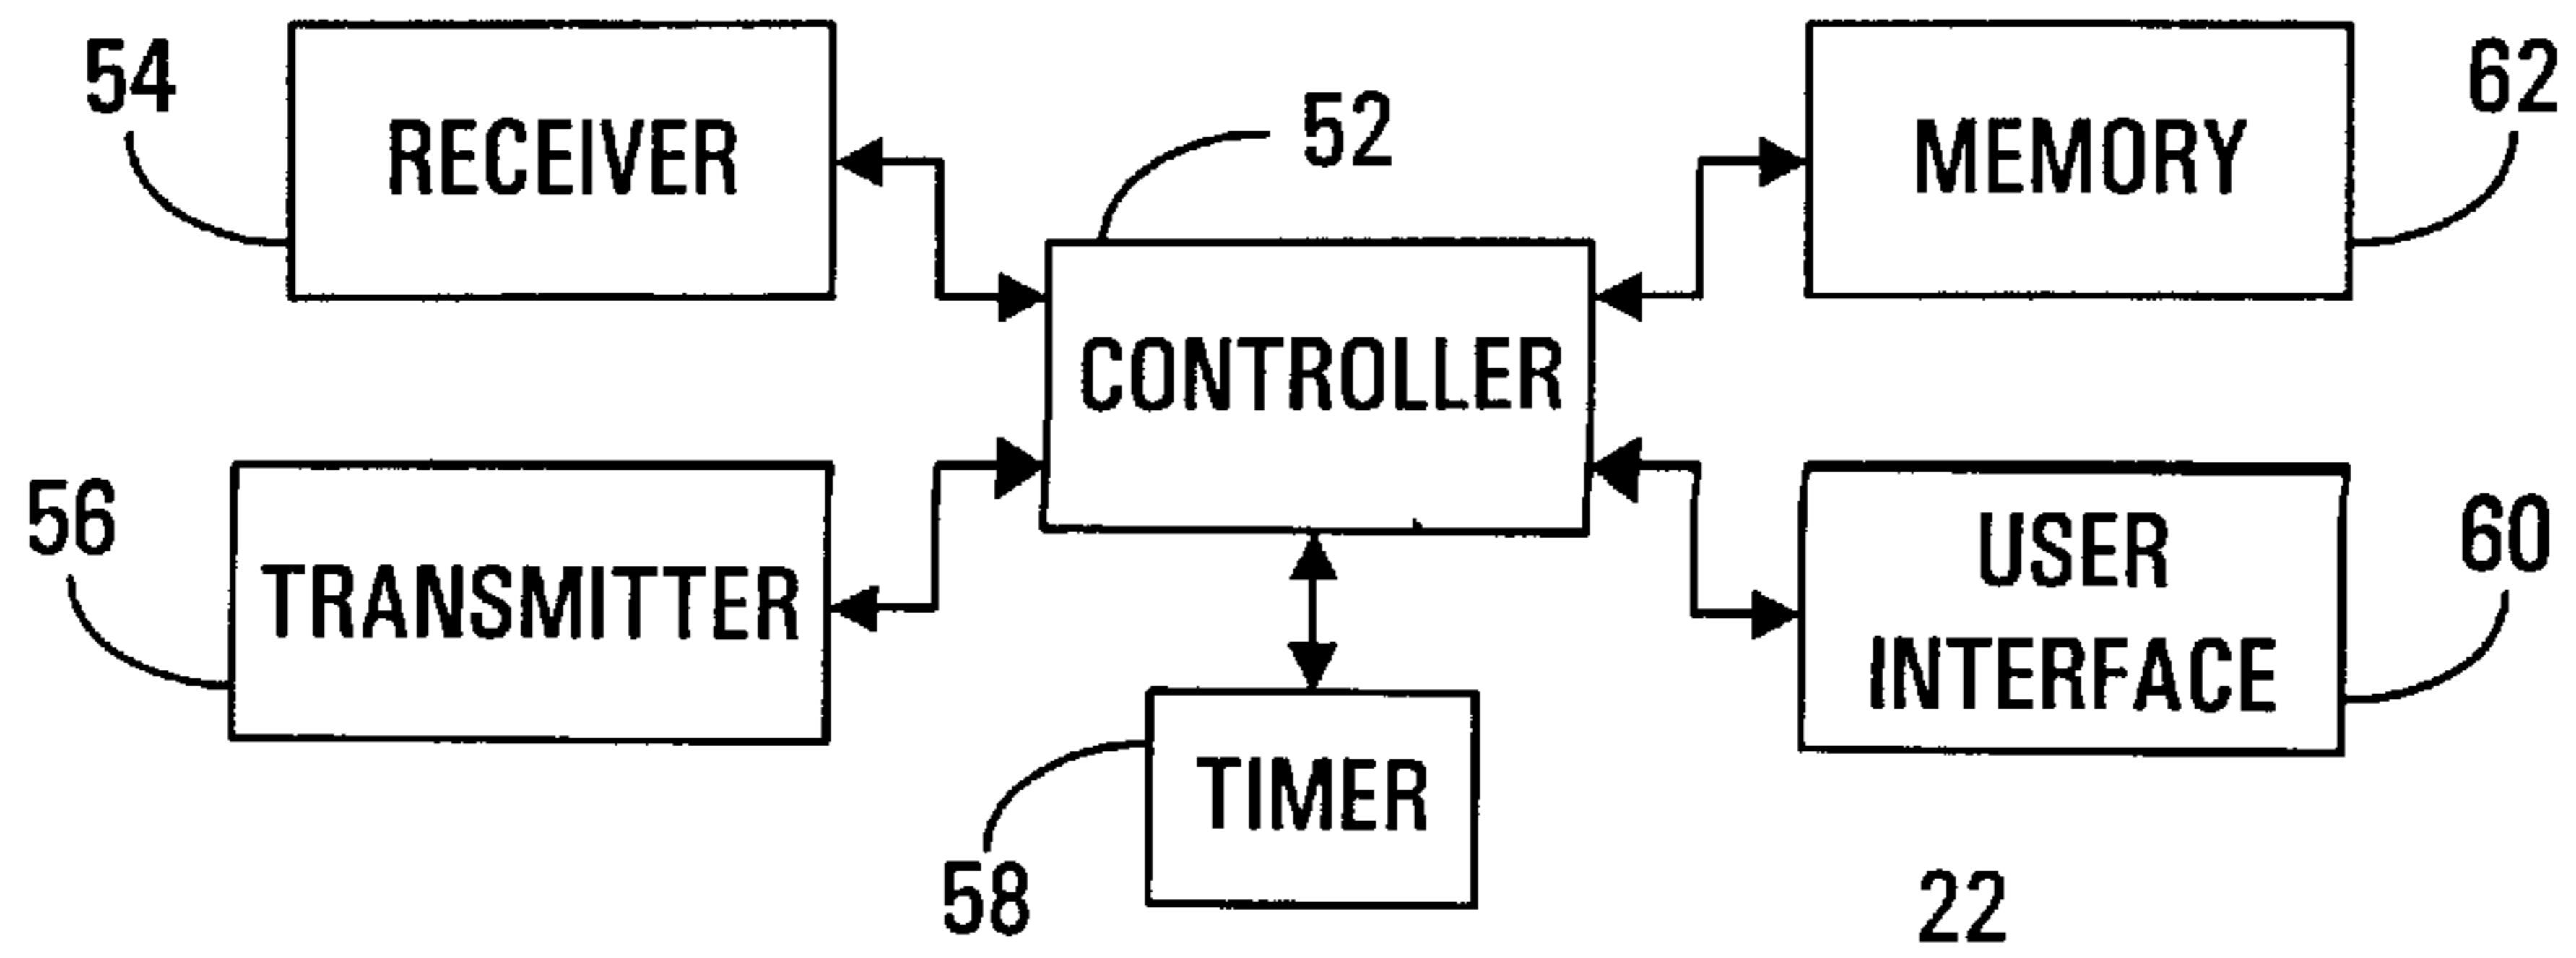 54
RECEIVER
52
MEMORY
62
CONTROLLER
56
TRANSMITTER
USER
INTERFACE
60
58
TIMER
22